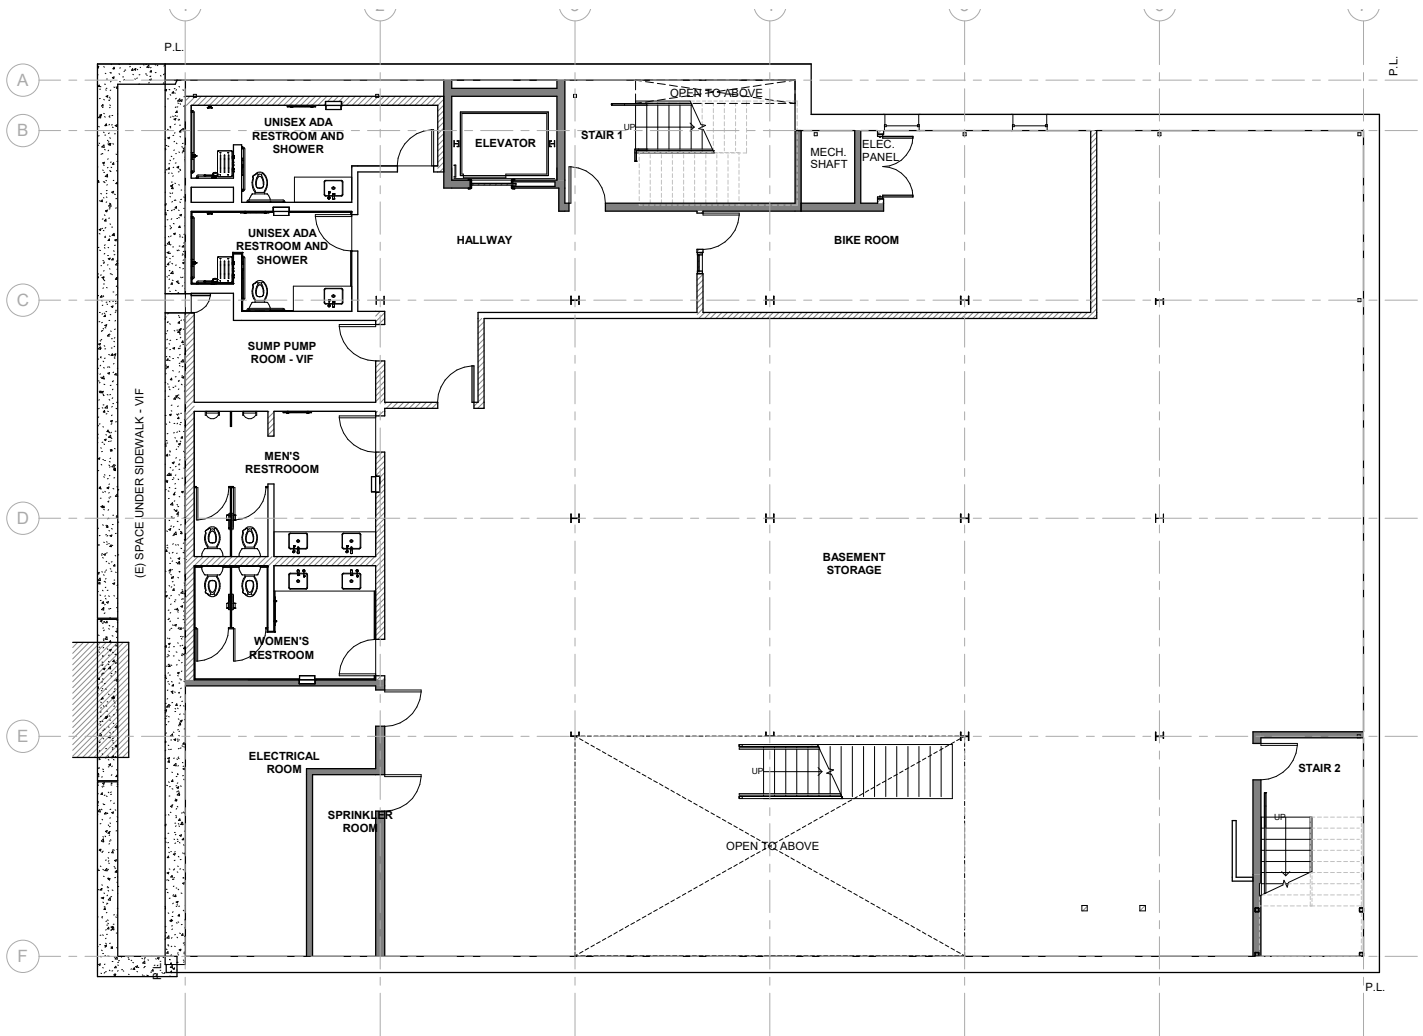 P.L.
P.L.
A
OPEN TO ABOVE
UNISEX ADA
RESTROOM AND
SHOWER
B
UP
STAIR 1
ELEVATOR
MECH.
SHAFT
ELEC.
PANEL
UNISEX ADA
RESTROOM AND
SHOWER
HALLWAY
BIKE ROOM
C
SUMP PUMP
ROOM - VIF
(E) SPACE UNDER SIDEWALK - VIF
MEN'S
RESTROOOM
D
BASEMENT
STORAGE
WOMEN'S
RESTROOM
E
ELECTRICAL
ROOM
UP
STAIR 2
SPRINKLER
ROOM
UP
OPEN TO ABOVE
F
P.L.
P.L.